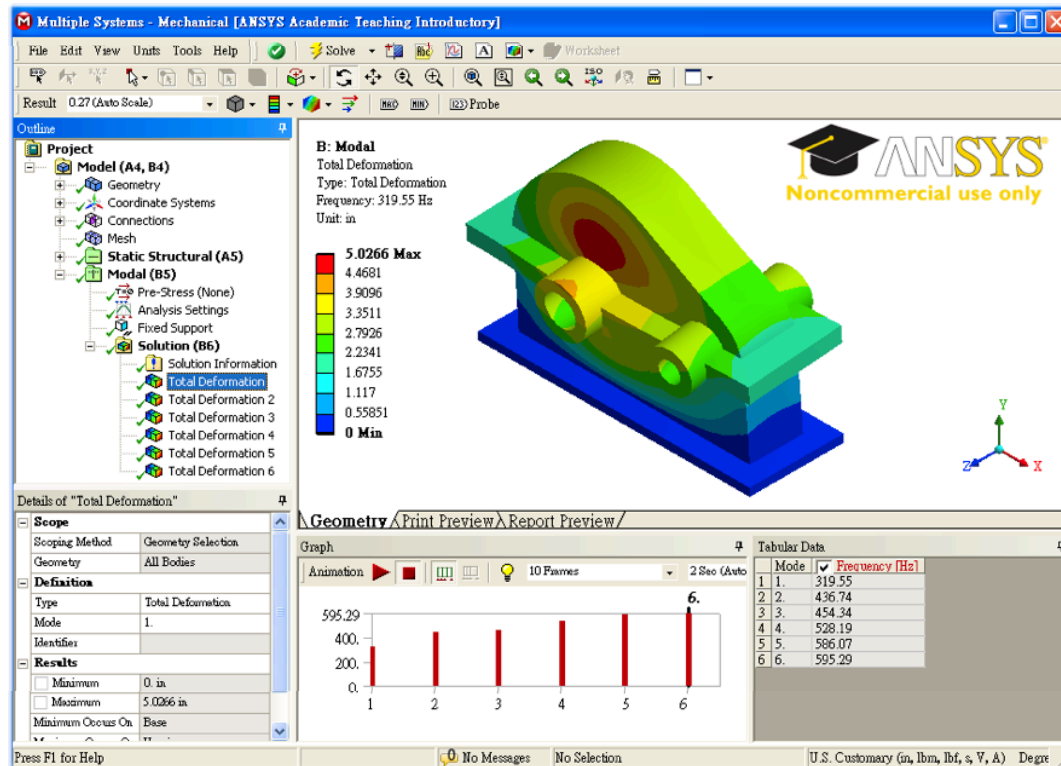 Multiple Systems - Mechanical [ANSYS Academic Teaching Introductory]
File Edit View Units Tools Help Solve Worksheet
Result 0.27 (Auto Scale) MAX MIN Probe
Outline
Project
Model (A4, B4)
Geometry
Coordinate Systems
Connections
Mesh
Static Structural (A5)
Modal (B5)
Pre-Stress (None)
Analysis Settings
Fixed Support
Solution (B6)
Solution Information
Total Deformation
Total Deformation 2
Total Deformation 3
Total Deformation 4
Total Deformation 5
Total Deformation 6
B: Modal
Total Deformation
Type: Total Deformation
Frequency: 319.55 Hz
Unit: in
5.0266 Max
4.4681
3.9096
3.3511
2.7926
2.2341
1.6755
1.117
0.55851
0 Min
ANSYS
Noncommercial use only
Y
Z
X
Geometry Print Preview Report Preview
Details of "Total Deformation"
Scope
Scoping Method Geometry Selection
Geometry All Bodies
Definition
Type Total Deformation
Mode 1.
Identifier
Results
Minimum 0. in
Maximum 5.0266 in
Minimum Occurs On Base
Graph
Animation 10 Frames 2 Sec (Auto
6.
595.29
400.
200.
0.
1 2 3 4 5 6
Tabular Data
Mode Frequency [Hz]
1 1. 319.55
2 2. 436.74
3 3. 454.34
4 4. 528.19
5 5. 586.07
6 6. 595.29
Press F1 for Help No Messages No Selection U.S. Customary (in, lbm, lbf, s, V, A) Degre